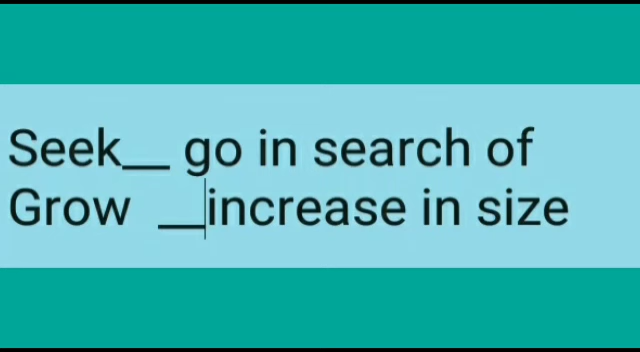 Seek__ go in search of
Grow __increase in size